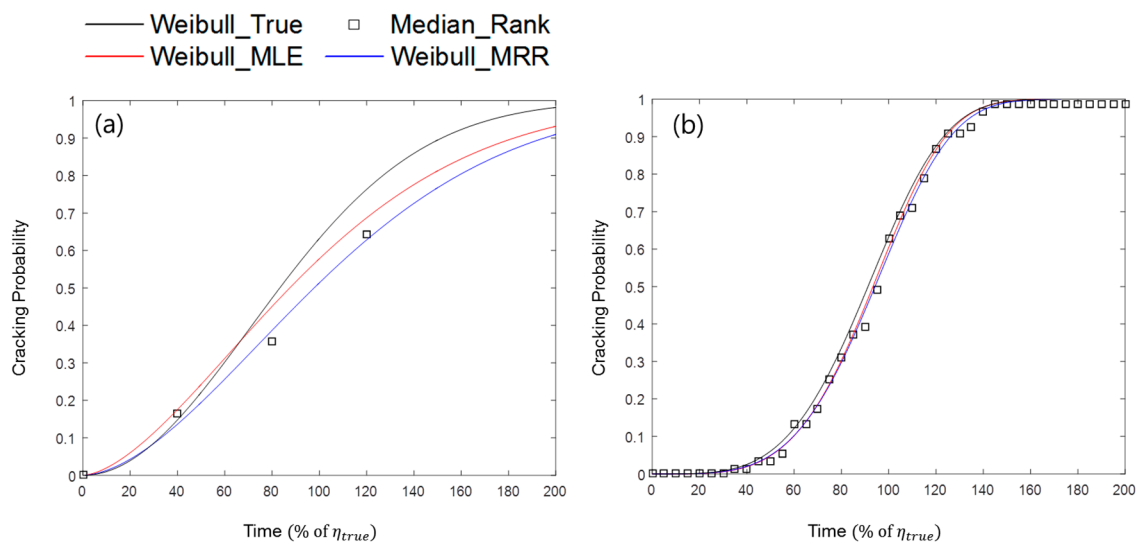 Weibull_True Median_Rank
Weibull_MLE Weibull_MRR
(a)
Cracking Probability
1
0.9
0.8
0.7
0.6
0.5
0.4
0.3
0.2
0.1
0
0 20 40 60 80 100 120 140 160 180 200
Time (% of η_true)
(b)
Cracking Probability
1
0.9
0.8
0.7
0.6
0.5
0.4
0.3
0.2
0.1
0
0 20 40 60 80 100 120 140 160 180 200
Time (% of η_true)